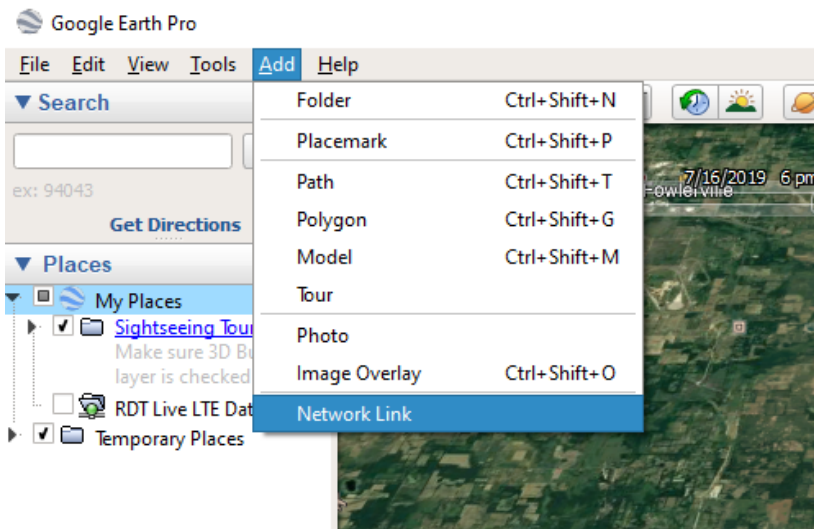 Google Earth Pro
File Edit View Tools Add Help
Search
ex: 94043
Get Directions
Places
My Places
Sightseeing Tour
Make sure 3D Bu
layer is checked
RDT Live LTE Dat
Temporary Places
Folder Ctrl+Shift+N
Placemark Ctrl+Shift+P
Path Ctrl+Shift+T
Polygon Ctrl+Shift+G
Model Ctrl+Shift+M
Tour
Photo
Image Overlay Ctrl+Shift+O
Network Link
7/16/2019 6 pm